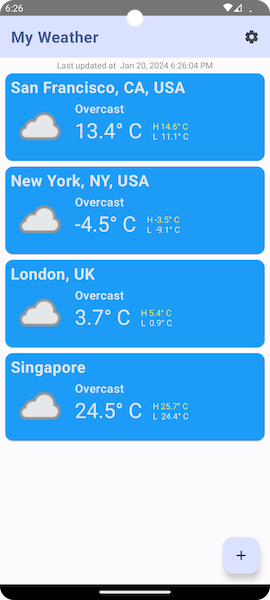 6:26
My Weather
Last updated at Jan 20, 2024 6:26:04 PM
San Francisco, CA, USA
Overcast
13.4° C
H 14.6° C
L 11.1° C
New York, NY, USA
Overcast
-4.5° C
H -3.5° C
L -9.1° C
London, UK
Overcast
3.7° C
H 5.4° C
L 0.9° C
Singapore
Overcast
24.5° C
H 25.7° C
L 24.4° C
+